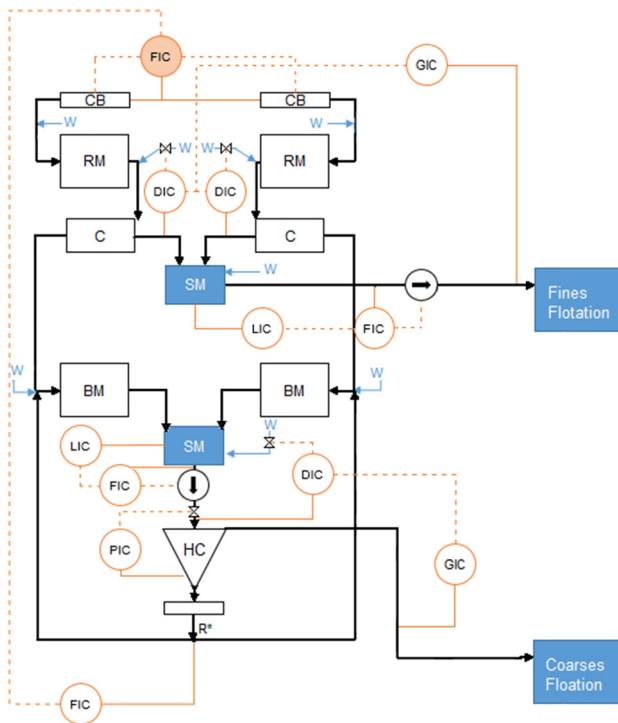 FIC
GIC
CB
CB
W
W
W
W
RM
RM
DIC
DIC
C
C
W
SM
Fines
Flotation
LIC
FIC
W
W
BM
BM
W
SM
LIC
DIC
FIC
PIC
HC
GIC
R*
Coarses
Floation
FIC